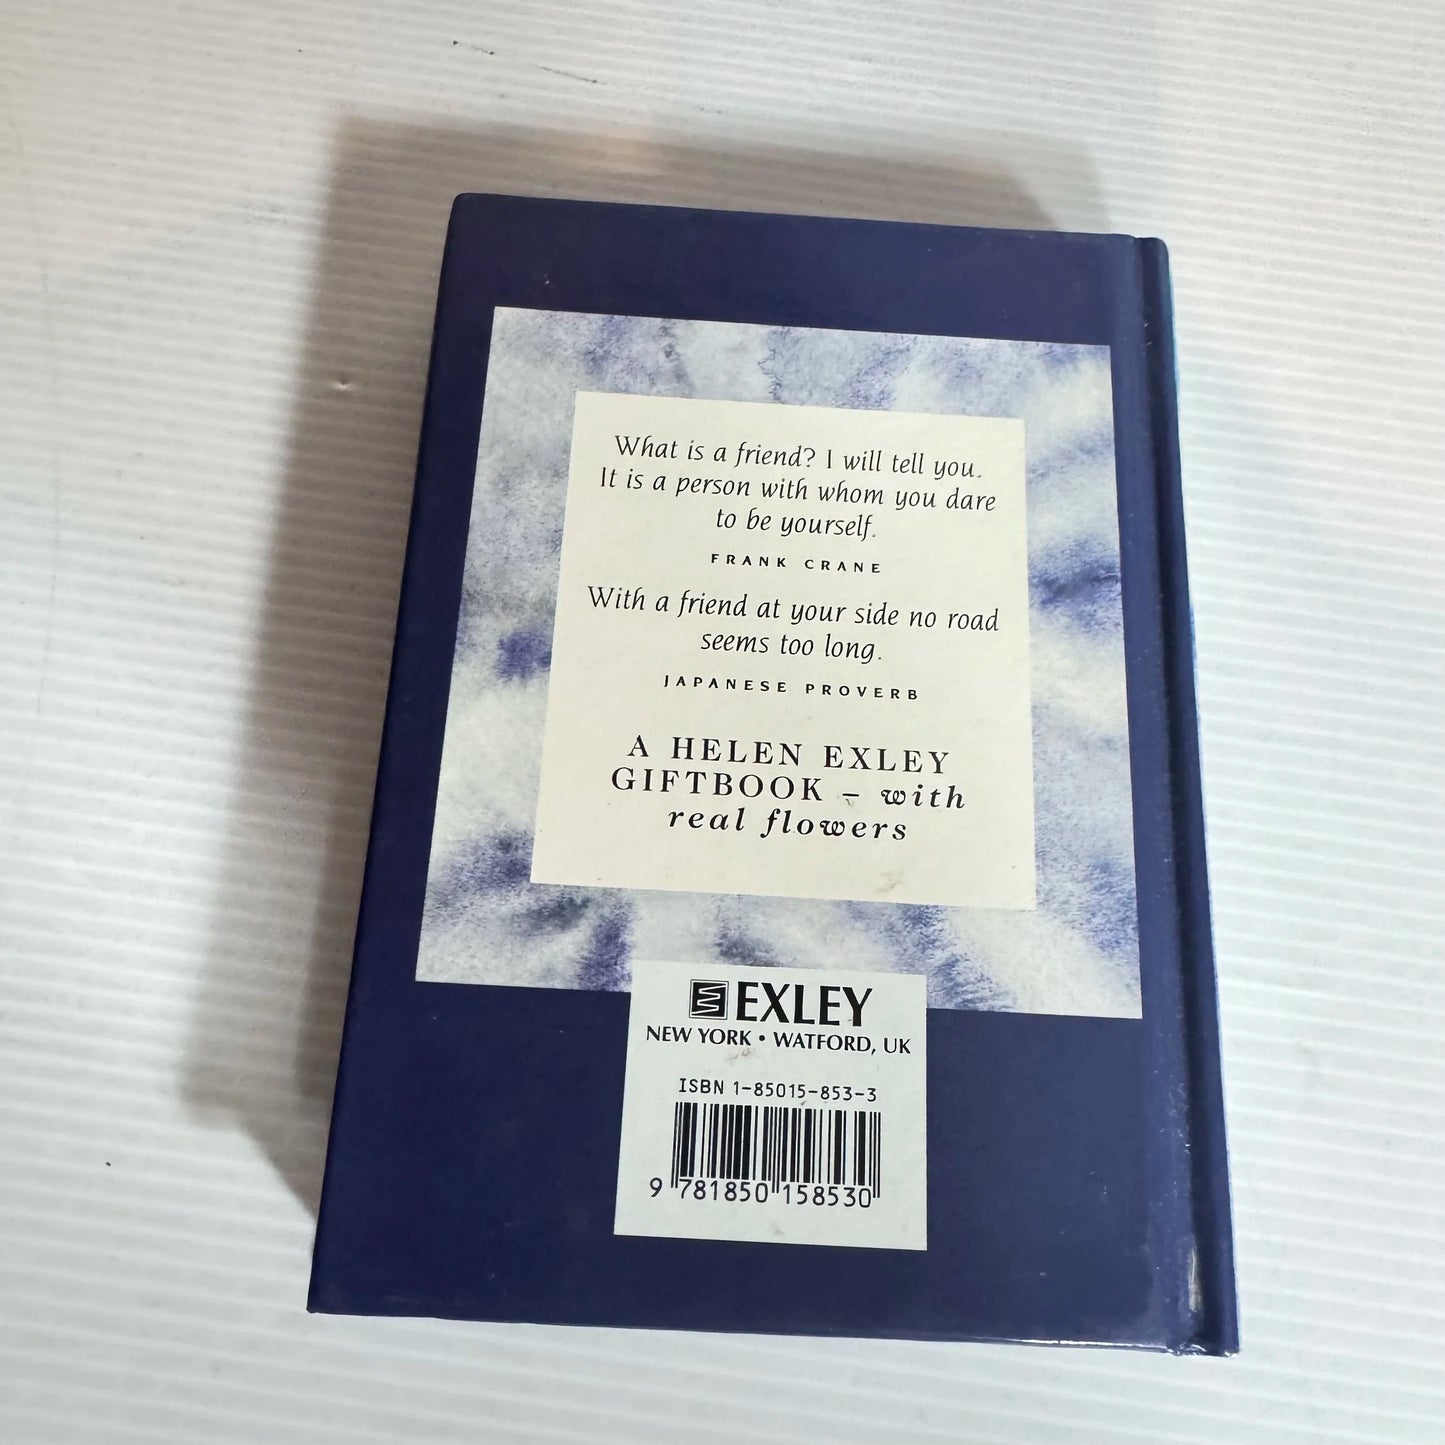 What is a friend? I will tell you.
It is a person with whom you dare
to be yourself.
FRANK CRANE
With a friend at your side no road
seems too long.
JAPANESE PROVERB
A HELEN EXLEY
GIFTBOOK – with
real flowers
EXLEY
NEW YORK • WATFORD, UK
ISBN 1-85015-853-3
9 781850 158530